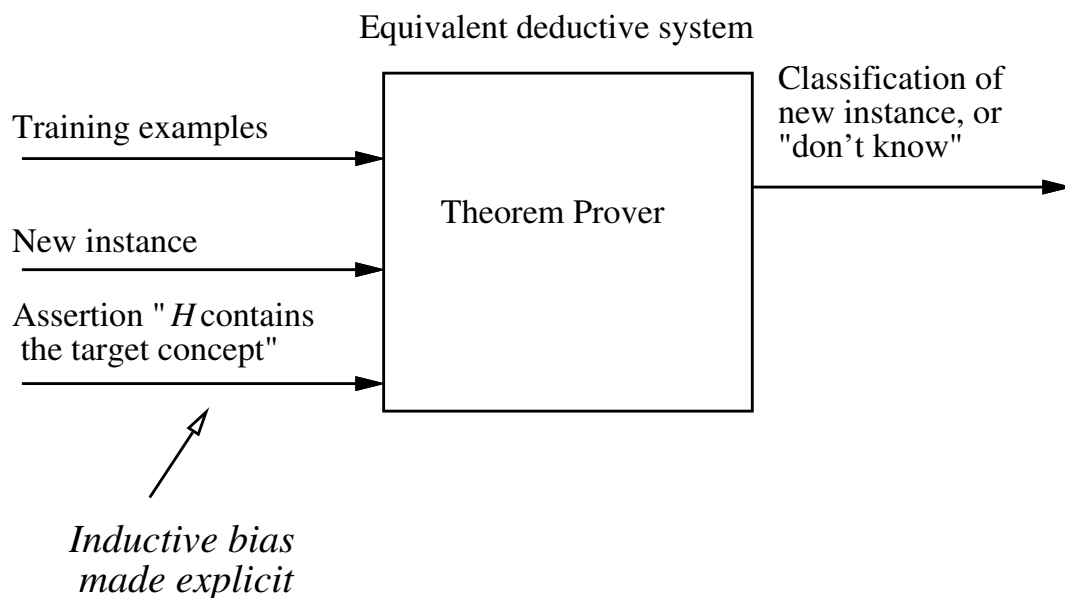 Equivalent deductive system
Classification of
new instance, or
"don't know"
Training examples
Theorem Prover
New instance
Assertion " H contains
the target concept"
Inductive bias
made explicit